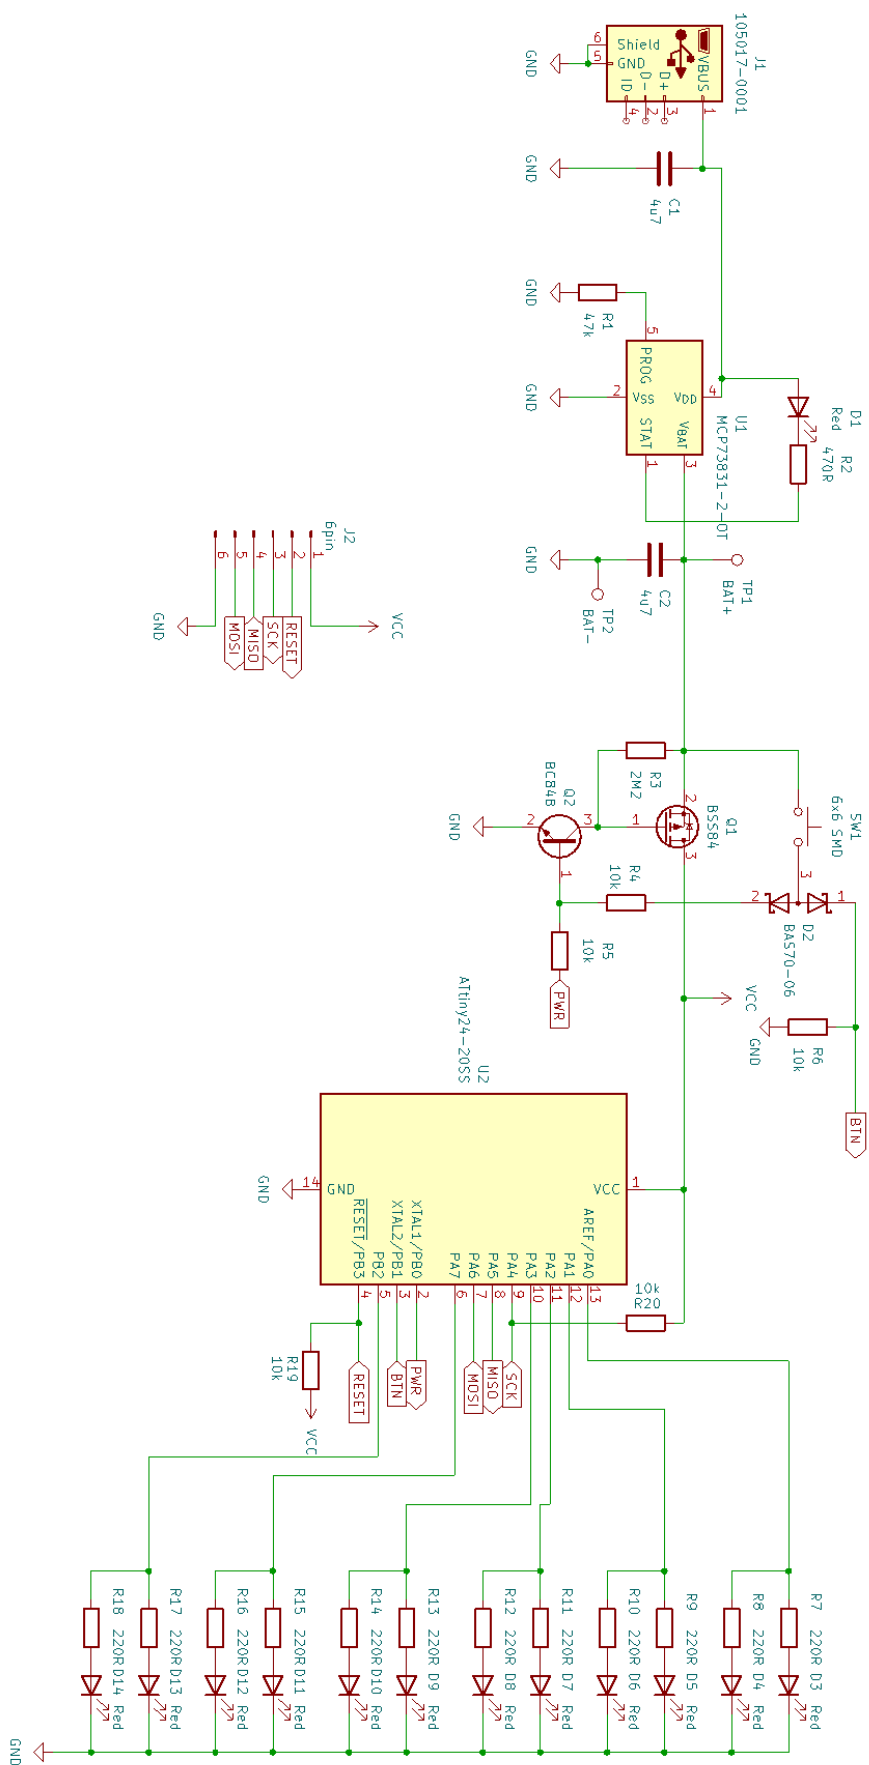 J1
105017-0001
Shield
GND
VBUS
D+
D-
ID
6
5
1
3
2
4
GND
C1
4u7
GND
R1
47k
GND
5
PROG
2
VSS
VDD
4
STAT
VBAT
1
3
U1
MCP73831-2-OT
GND
D1
Red
R2
470R
TP1
BAT+
C2
4u7
TP2
BAT-
GND
J2
6pin
1
2
3
4
5
6
VCC
RESET
SCK
MISO
MOSI
GND
R3
2M2
Q1
BSS84
2
1
3
Q2
BC84B
3
2
1
GND
SW1
6x6 SMD
D2
BAS70-06
3
2
1
R4
10k
R5
10k
PWR
VCC
R6
10k
GND
BTN
U2
ATtiny24-20SS
14
GND
VCC
1
GND
AREF/PA0
PA1
PA2
PA3
PA4
PA5
PA6
PA7
XTAL1/PB0
XTAL2/PB1
PB2
RESET/PB3
13
12
11
10
9
8
7
6
2
3
5
4
10k
R20
SCK
MISO
MOSI
PWR
BTN
RESET
R19
10k
VCC
R7 220R D3 Red
R8 220R D4 Red
R9 220R D5 Red
R10 220R D6 Red
R11 220R D7 Red
R12 220R D8 Red
R13 220R D9 Red
R14 220R D10 Red
R15 220R D11 Red
R16 220R D12 Red
R17 220R D13 Red
R18 220R D14 Red
GND